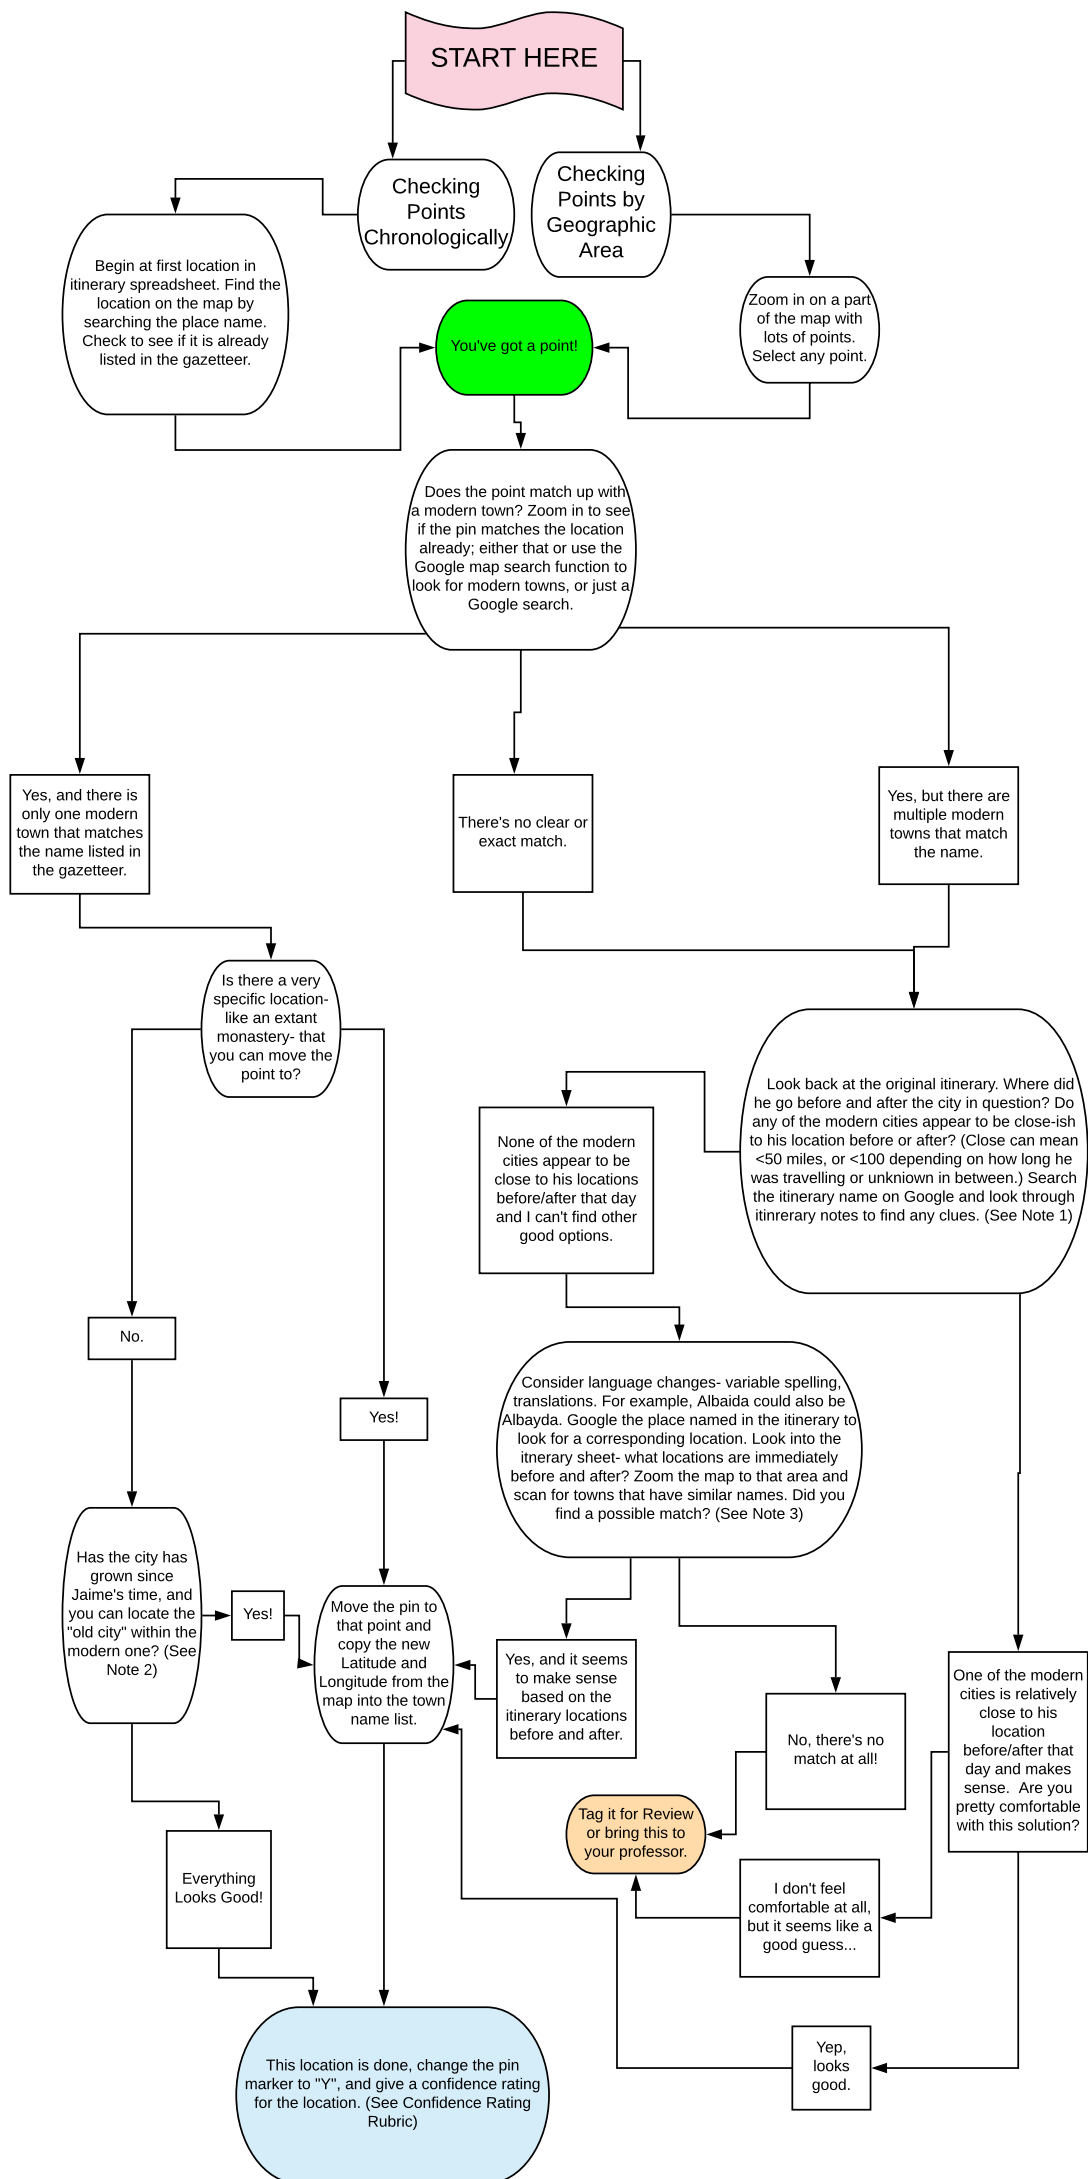 START HERE
Checking
Points
Chronologically
Checking
Points by
Geographic
Area
Begin at first location in
itinerary spreadsheet. Find the
location on the map by
searching the place name.
Check to see if it is already
listed in the gazetteer.
You've got a point!
Zoom in on a part
of the map with
lots of points.
Select any point.
Does the point match up with
a modern town? Zoom in to see
if the pin matches the location
already; either that or use the
Google map search function to
look for modern towns, or just a
Google search.
Yes, and there is
only one modern
town that matches
the name listed in
the gazetteer.
There's no clear or
exact match.
Yes, but there are
multiple modern
towns that match
the name.
Is there a very
specific location-
like an extant
monastery- that
you can move the
point to?
Look back at the original itinerary. Where did
he go before and after the city in question? Do
any of the modern cities appear to be close-ish
to his location before or after? (Close can mean
<50 miles, or <100 depending on how long he
was travelling or unkniown in between.) Search
the itinerary name on Google and look through
itinrerary notes to find any clues. (See Note 1)
None of the modern
cities appear to be
close to his locations
before/after that day
and I can't find other
good options.
No.
Yes!
Consider language changes- variable spelling,
translations. For example, Albaida could also be
Albayda. Google the place named in the itinerary to
look for a corresponding location. Look into the
itnerary sheet- what locations are immediately
before and after? Zoom the map to that area and
scan for towns that have similar names. Did you
find a possible match? (See Note 3)
Has the city has
grown since
Jaime's time, and
you can locate the
"old city" within the
modern one? (See
Note 2)
Yes!
Move the pin to
that point and
copy the new
Latitude and
Longitude from the
map into the town
name list.
Yes, and it seems
to make sense
based on the
itinerary locations
before and after.
No, there's no
match at all!
One of the modern
cities is relatively
close to his
location
before/after that
day and makes
sense.  Are you
pretty comfortable
with this solution?
Tag it for Review
or bring this to
your professor.
Everything
Looks Good!
I don't feel
comfortable at all,
but it seems like a
good guess...
Yep,
looks
good.
This location is done, change the pin
marker to "Y", and give a confidence rating
for the location. (See Confidence Rating
Rubric)